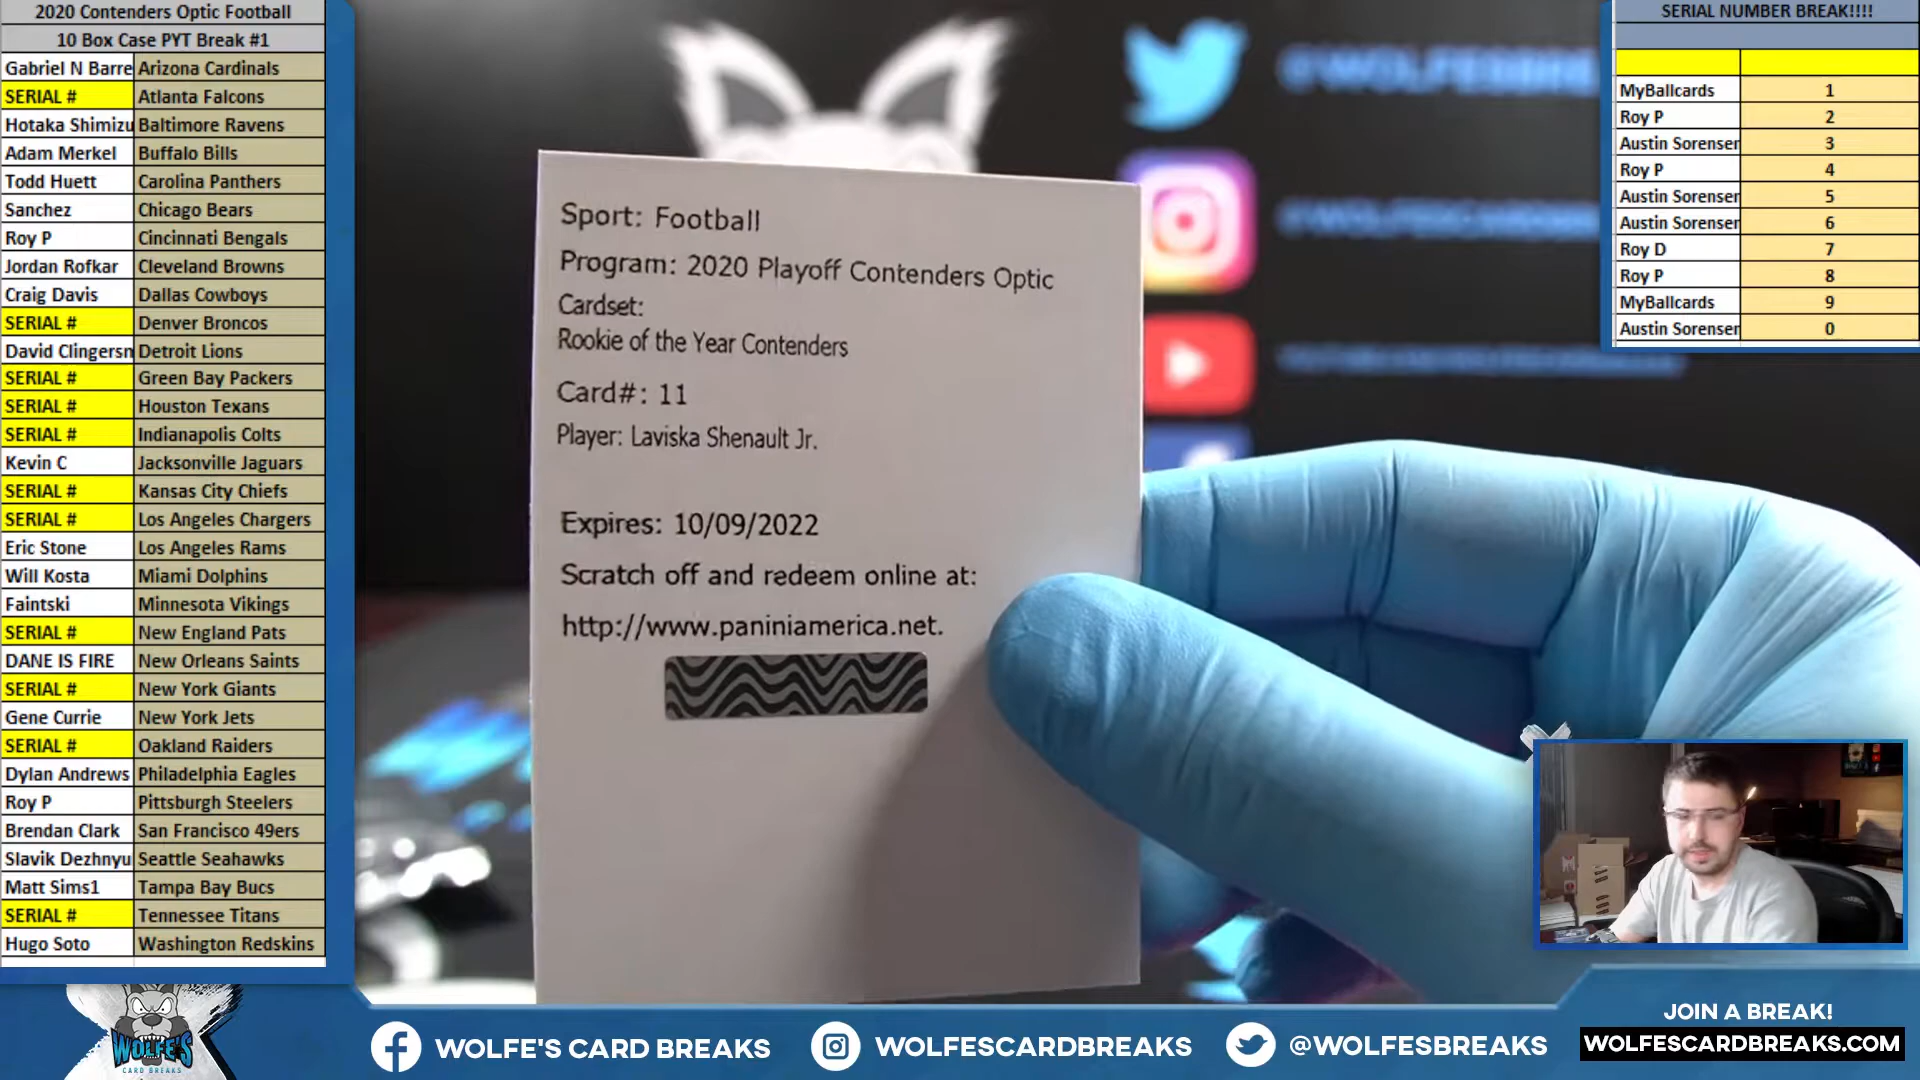 2020 Contenders Optic Football
10 Box Case PYT Break #1
Gabriel N Barre Arizona Cardinals
SERIAL # Atlanta Falcons
Hotaka Shimizu Baltimore Ravens
Adam Merkel Buffalo Bills
Todd Huett Carolina Panthers
Sanchez Chicago Bears
Roy P Cincinnati Bengals
Jordan Rofkar Cleveland Browns
Craig Davis Dallas Cowboys
SERIAL # Denver Broncos
David Clingersn Detroit Lions
SERIAL # Green Bay Packers
SERIAL # Houston Texans
SERIAL # Indianapolis Colts
Kevin C Jacksonville Jaguars
SERIAL # Kansas City Chiefs
SERIAL # Los Angeles Chargers
Eric Stone Los Angeles Rams
Will Kosta Miami Dolphins
Faintski Minnesota Vikings
SERIAL # New England Pats
DANE IS FIRE New Orleans Saints
SERIAL # New York Giants
Gene Currie New York Jets
SERIAL # Oakland Raiders
Dylan Andrews Philadelphia Eagles
Roy P Pittsburgh Steelers
Brendan Clark San Francisco 49ers
Slavik Dezhnyu Seattle Seahawks
Matt Sims1 Tampa Bay Bucs
SERIAL # Tennessee Titans
Hugo Soto Washington Redskins
Sport: Football
Program: 2020 Playoff Contenders Optic
Cardset:
Rookie of the Year Contenders
Card#: 11
Player: Laviska Shenault Jr.
Expires: 10/09/2022
Scratch off and redeem online at:
http://www.paniniamerica.net.
SERIAL NUMBER BREAK!!!!
MyBallcards 1
Roy P 2
Austin Sorensen 3
Roy P 4
Austin Sorensen 5
Austin Sorensen 6
Roy D 7
Roy P 8
MyBallcards 9
Austin Sorensen 0
WOLFE'S
CARD BREAKS
WOLFE'S CARD BREAKS
WOLFESCARDBREAKS
@WOLFESBREAKS
JOIN A BREAK!
WOLFESCARDBREAKS.COM